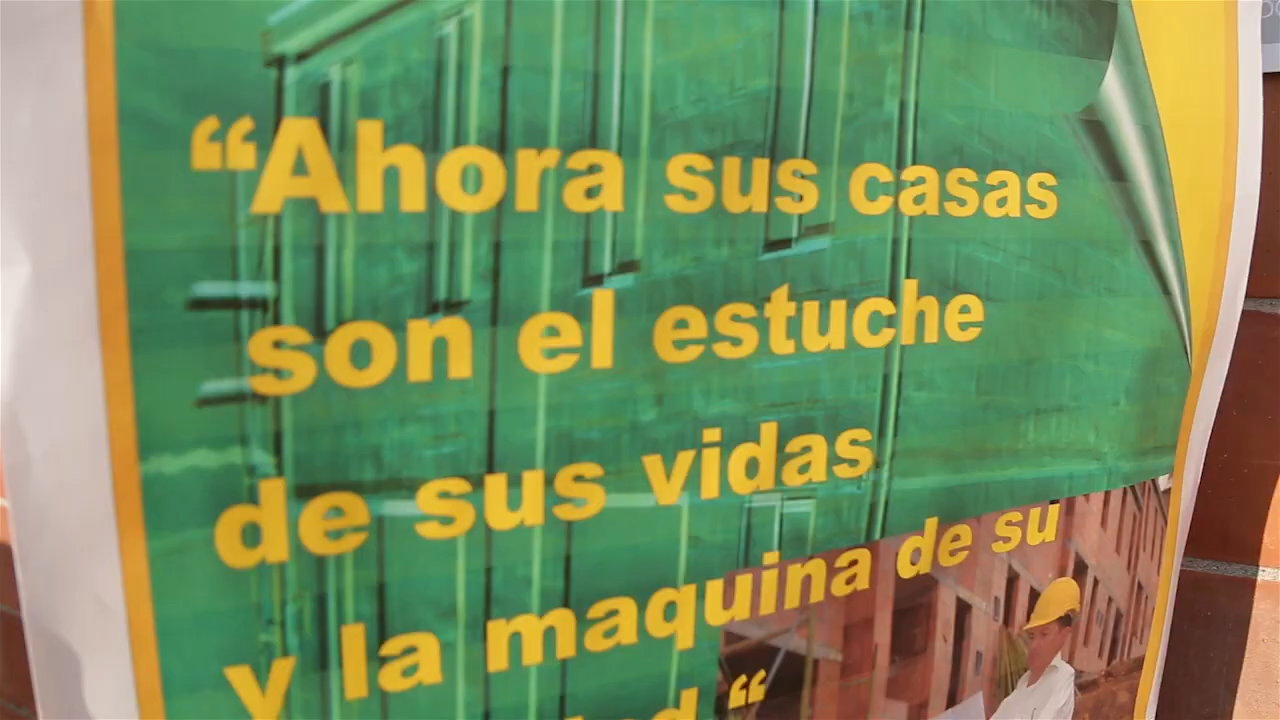 “Ahora sus casas
son el estuche
de sus vidas
y la maquina de su
“